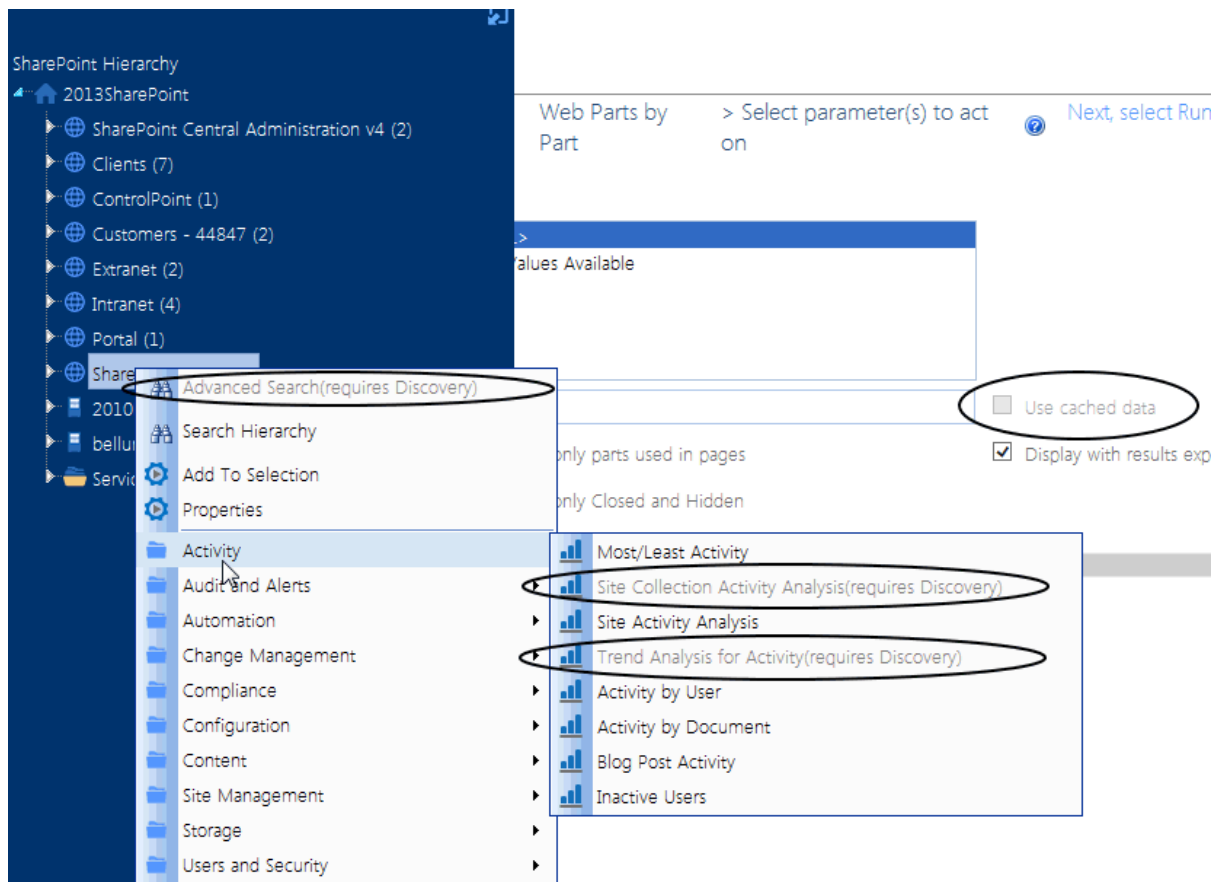 SharePoint Hierarchy
2013SharePoint
SharePoint Central Administration v4 (2)
Clients (7)
ControlPoint (1)
Customers - 44847 (2)
Extranet (2)
Intranet (4)
Portal (1)
Share
2010
Web Parts by
Part
> Select parameter(s) to act
on
Next, select Run
Values Available
Use cached data
only parts used in pages
Display with results exp
only Closed and Hidden
Advanced Search(requires Discovery)
Search Hierarchy
Add To Selection
Properties
Activity
Audit and Alerts
Automation
Change Management
Compliance
Configuration
Content
Site Management
Storage
Users and Security
Most/Least Activity
Site Collection Activity Analysis(requires Discovery)
Site Activity Analysis
Trend Analysis for Activity(requires Discovery)
Activity by User
Activity by Document
Blog Post Activity
Inactive Users